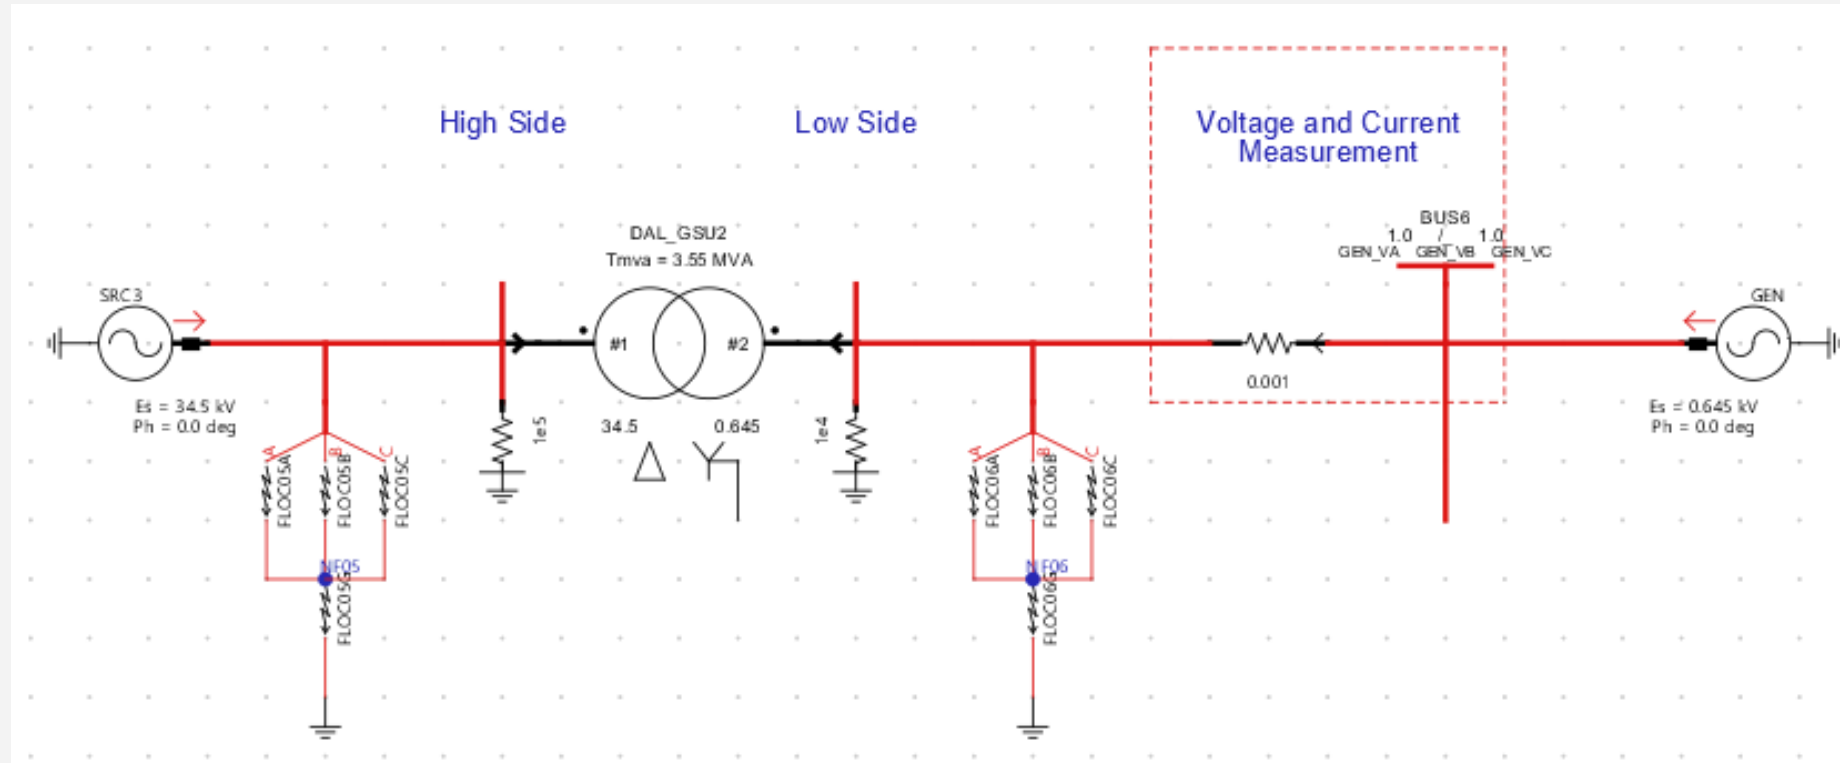 High Side
Low Side
Voltage and Current
Measurement
BUS6
1.0 / 1.0
GEN_VA GEN_VB GEN_VC
DAL_GSU2
Tmva = 3.55 MVA
SRC3
GEN
#1
#2
0.001
Es = 34.5 kV
Ph = 0.0 deg
Es = 0.645 kV
Ph = 0.0 deg
1e5
34.5
0.645
1e4
A
B
C
FLOC05A
FLOC05B
FLOC05C
A
B
C
FLOC06A
FLOC06B
FLOC06C
NF05
FLOC05G
NF06
FLOC06G